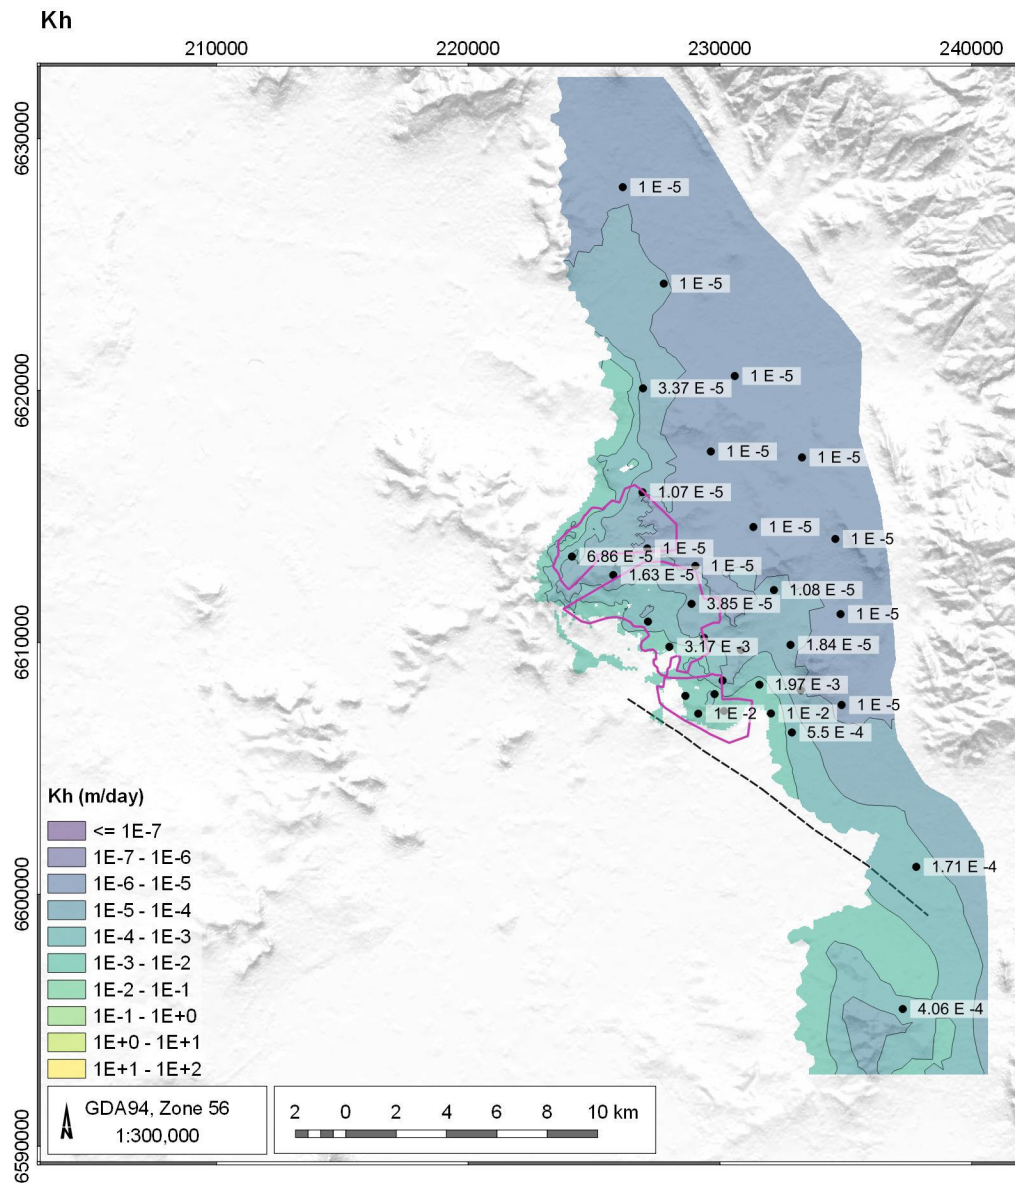 Kh
210000 220000 230000 240000
6630000
1 E -5
1 E -5
6620000
1 E -5
3.37 E -5
1 E -5
1 E -5
1.07 E -5
1 E -5
1 E -5
1 E -5
6.86 E -5
1 E -5
1.63 E -5
1.08 E -5
3.85 E -5
1 E -5
6610000
3.17 E -3
1.84 E -5
1.97 E -3
1 E -5
1 E -2
1 E -2
5.5 E -4
Kh (m/day)
<= 1E-7
1E-7 - 1E-6
1E-6 - 1E-5
1E-5 - 1E-4
1E-4 - 1E-3
1E-3 - 1E-2
1E-2 - 1E-1
1E-1 - 1E+0
1E+0 - 1E+1
1E+1 - 1E+2
1.71 E -4
6600000
4.06 E -4
GDA94, Zone 56
1:300,000
2 0 2 4 6 8 10 km
N
6590000